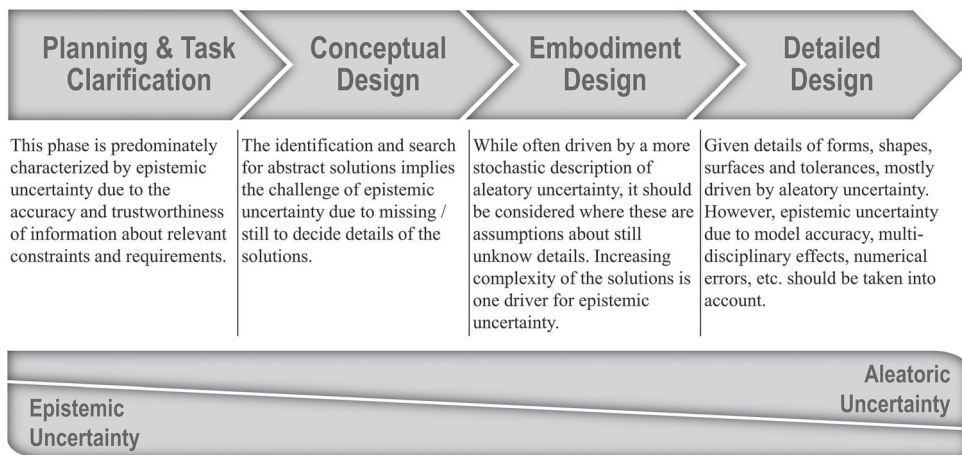 Planning & Task
Clarification
Conceptual
Design
Embodiment
Design
Detailed
Design
This phase is predominately
characterized by epistemic
uncertainty due to the
accuracy and trustworthiness
of information about relevant
constraints and requirements.
The identification and search
for abstract solutions implies
the challenge of epistemic
uncertainty due to missing /
still to decide details of the
solutions.
While often driven by a more
stochastic description of
aleatory uncertainty, it should
be considered where these are
assumptions about still
unknow details. Increasing
complexity of the solutions is
one driver for epistemic
uncertainty.
Given details of forms, shapes,
surfaces and tolerances, mostly
driven by aleatory uncertainty.
However, epistemic uncertainty
due to model accuracy, multi-
disciplinary effects, numerical
errors, etc. should be taken into
account.
Aleatoric
Uncertainty
Epistemic
Uncertainty